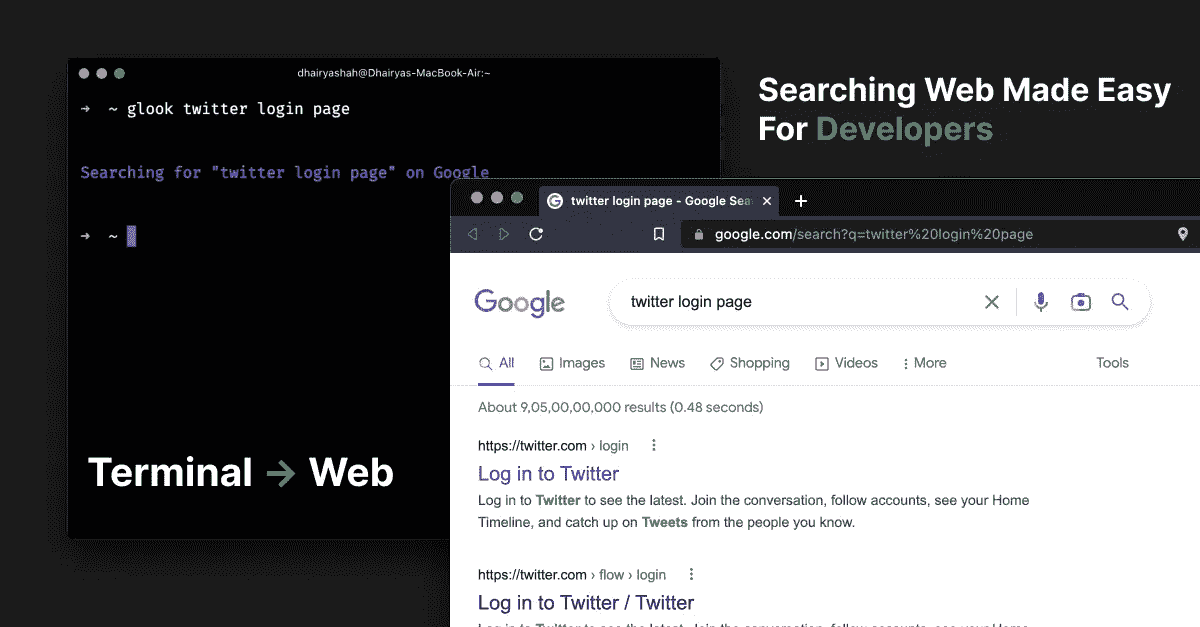 dhairyashah@Dhairyas-MacBook-Air:~
→ ~ glook twitter login page
Searching for "twitter login page" on Google
→ ~
Terminal → Web
Searching Web Made Easy
For Developers
twitter login page - Google Sea
google.com/search?q=twitter%20login%20page
Google
twitter login page
All Images News Shopping Videos More Tools
About 9,05,00,00,000 results (0.48 seconds)
https://twitter.com › login
Log in to Twitter
Log in to Twitter to see the latest. Join the conversation, follow accounts, see your Home
Timeline, and catch up on Tweets from the people you know.
https://twitter.com › flow › login
Log in to Twitter / Twitter